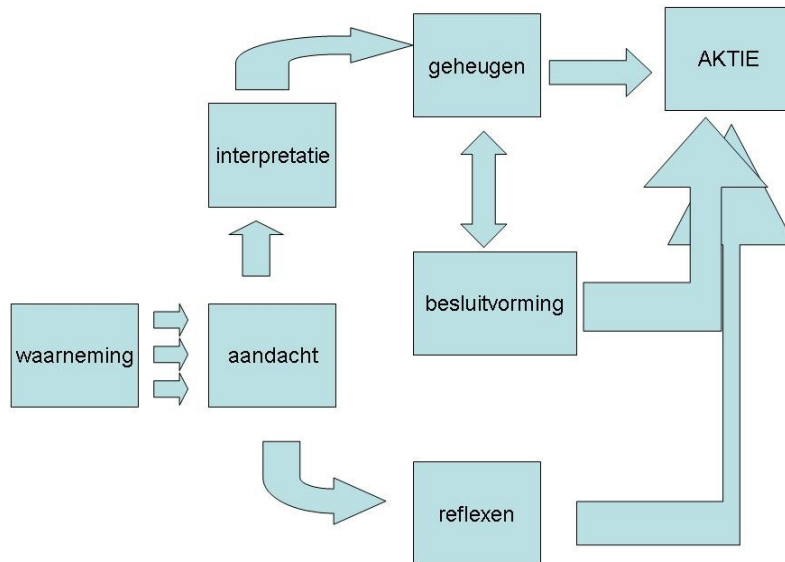 geheugen
AKTIE
interpretatie
besluitvorming
waarneming
aandacht
reflexen